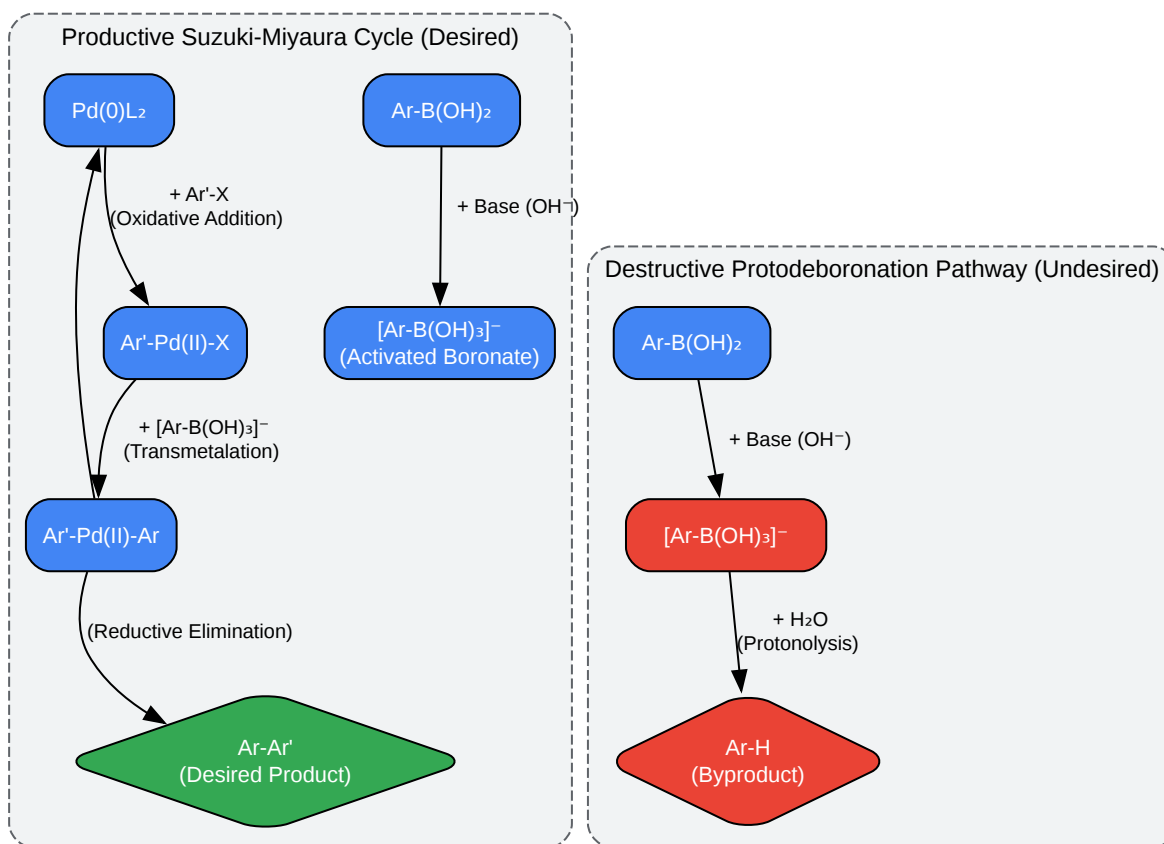 Productive Suzuki-Miyaura Cycle (Desired)
Pd(0)L₂
Ar-B(OH)₂
+ Ar'-X
(Oxidative Addition)
+ Base (OH⁻)
Ar'-Pd(II)-X
[Ar-B(OH)₃]⁻
(Activated Boronate)
+ [Ar-B(OH)₃]⁻
(Transmetalation)
Ar'-Pd(II)-Ar
(Reductive Elimination)
Ar-Ar'
(Desired Product)
Destructive Protodeboronation Pathway (Undesired)
Ar-B(OH)₂
+ Base (OH⁻)
[Ar-B(OH)₃]⁻
+ H₂O
(Protonolysis)
Ar-H
(Byproduct)